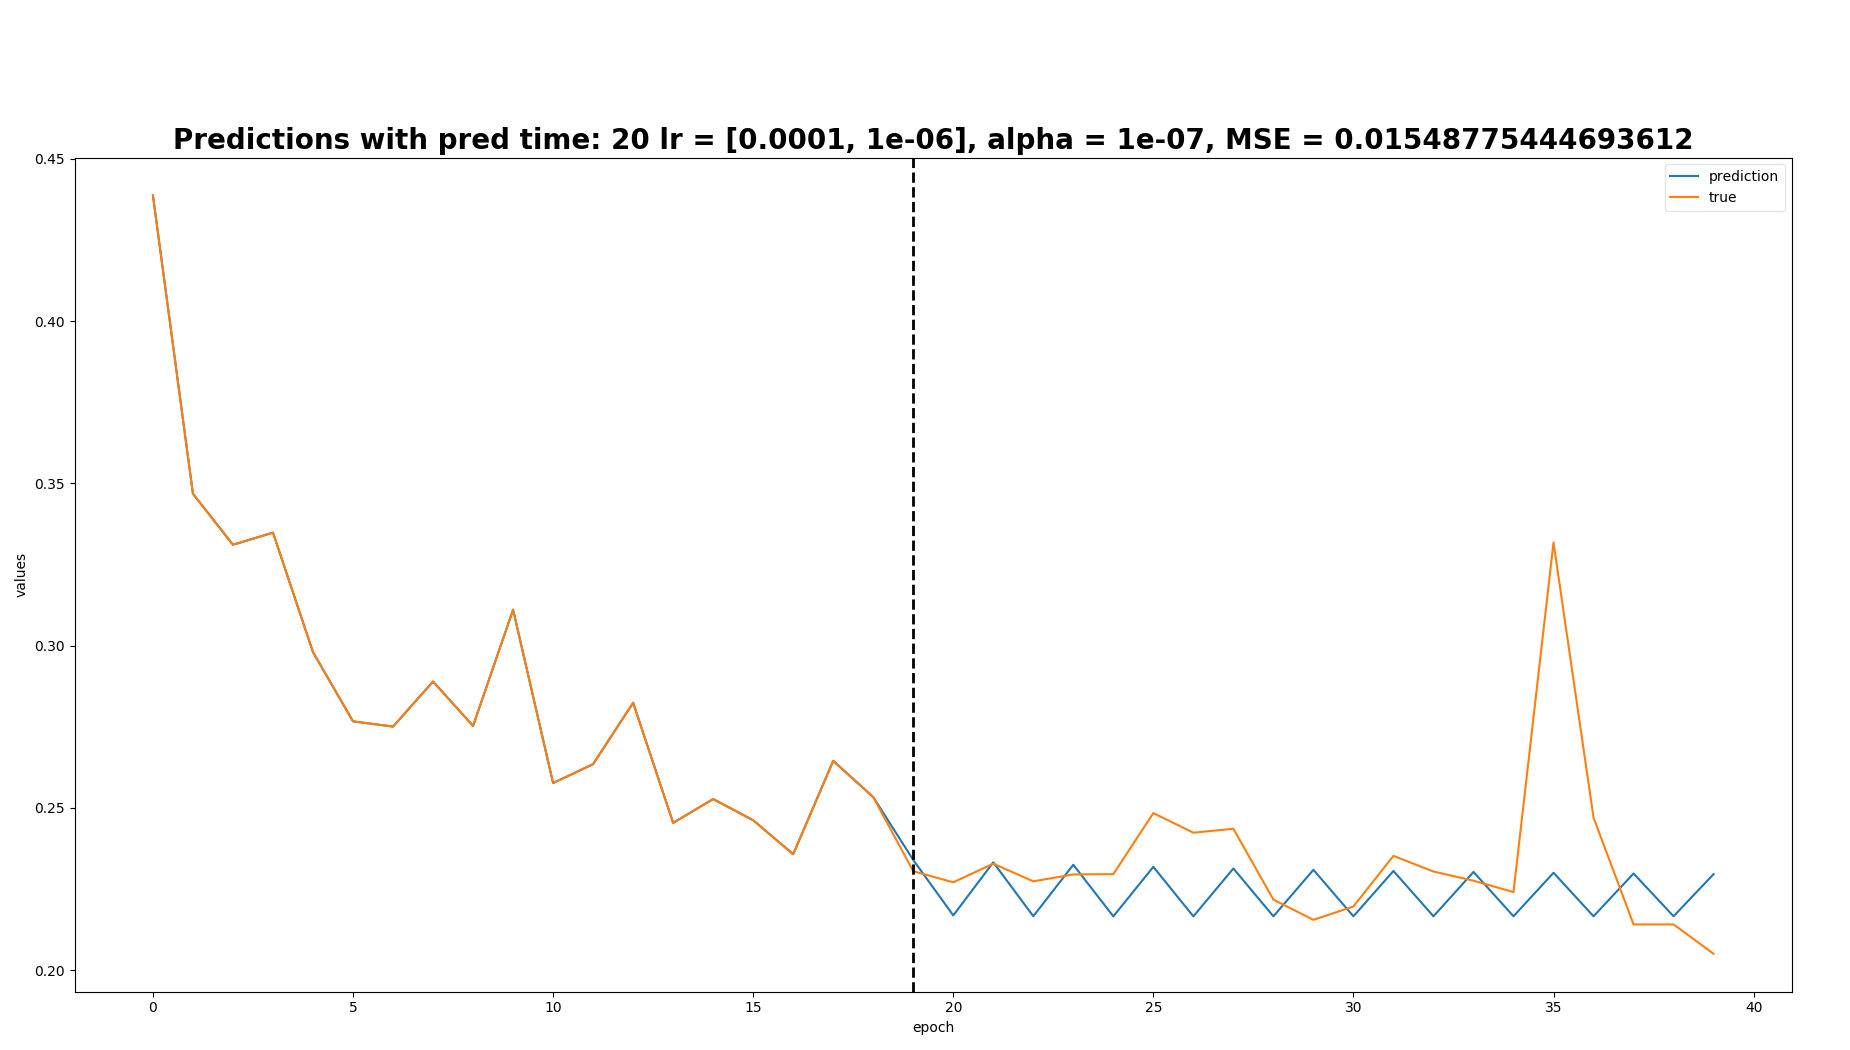 Predictions with pred time: 20 lr = [0.0001, 1e-06], alpha = 1e-07, MSE = 0.01548775444693612
prediction
true
values
0.45
0.40
0.35
0.30
0.25
0.20
0 5 10 15 20 25 30 35 40
epoch